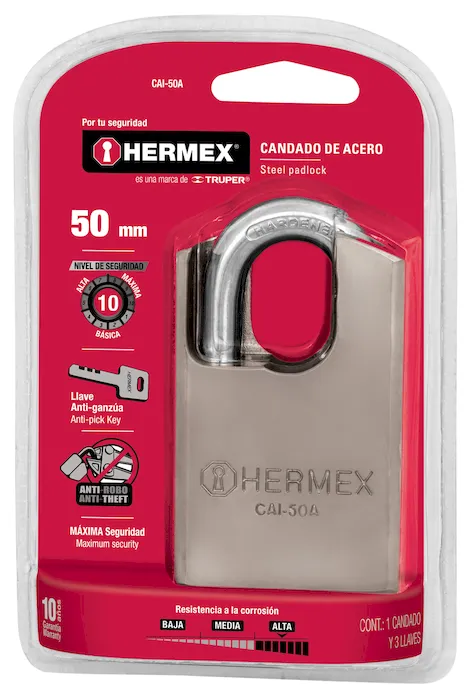 CAI-50A
Por tu seguridad
HERMEX®
es una marca de TRUPER®
CANDADO DE ACERO
Steel padlock
50 mm
HARDENED
NIVEL DE SEGURIDAD
ALTA
MÁXIMA
10
BÁSICA
HERMEX
Llave
Anti-ganzúa
Anti-pick Key
HERMEX
CAI-50A
ANTI-ROBO
ANTI-THEFT
MÁXIMA Seguridad
Maximum security
10 años
Garantía
Warranty
Resistencia a la corrosión
BAJA MEDIA ALTA
CONT.: 1 CANDADO
Y 3 LLAVES